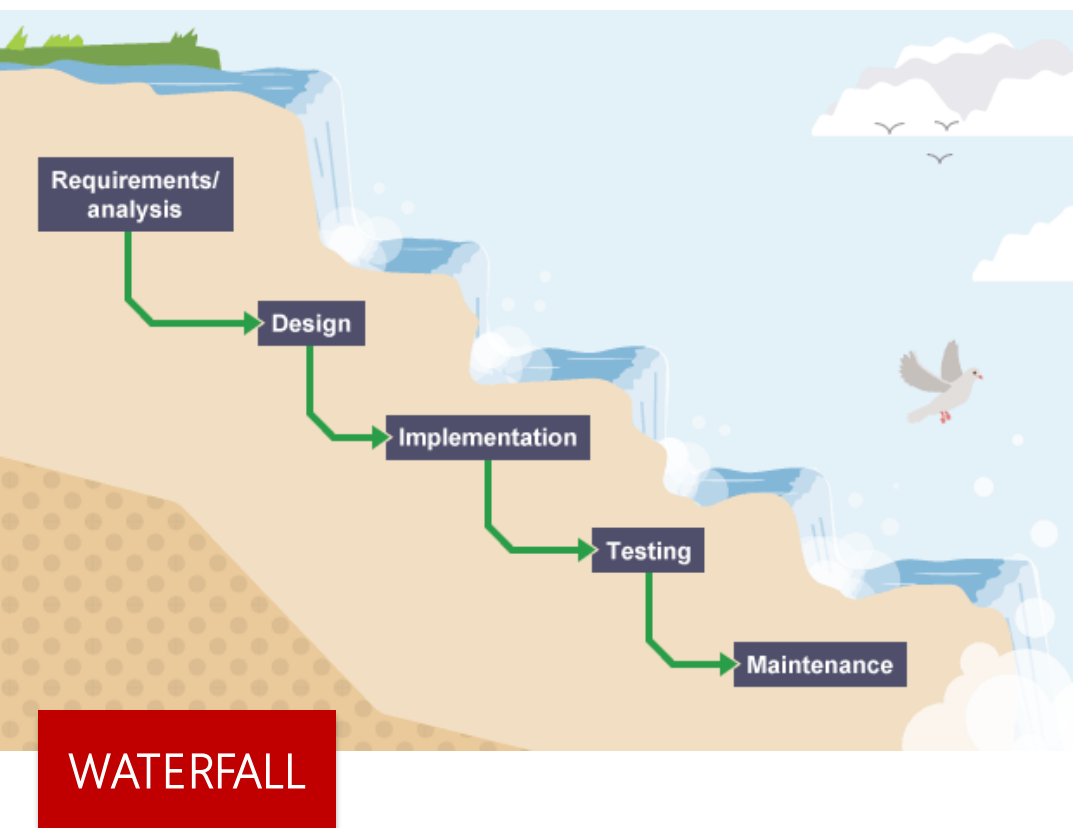 Requirements/
analysis
Design
Implementation
Testing
Maintenance
WATERFALL